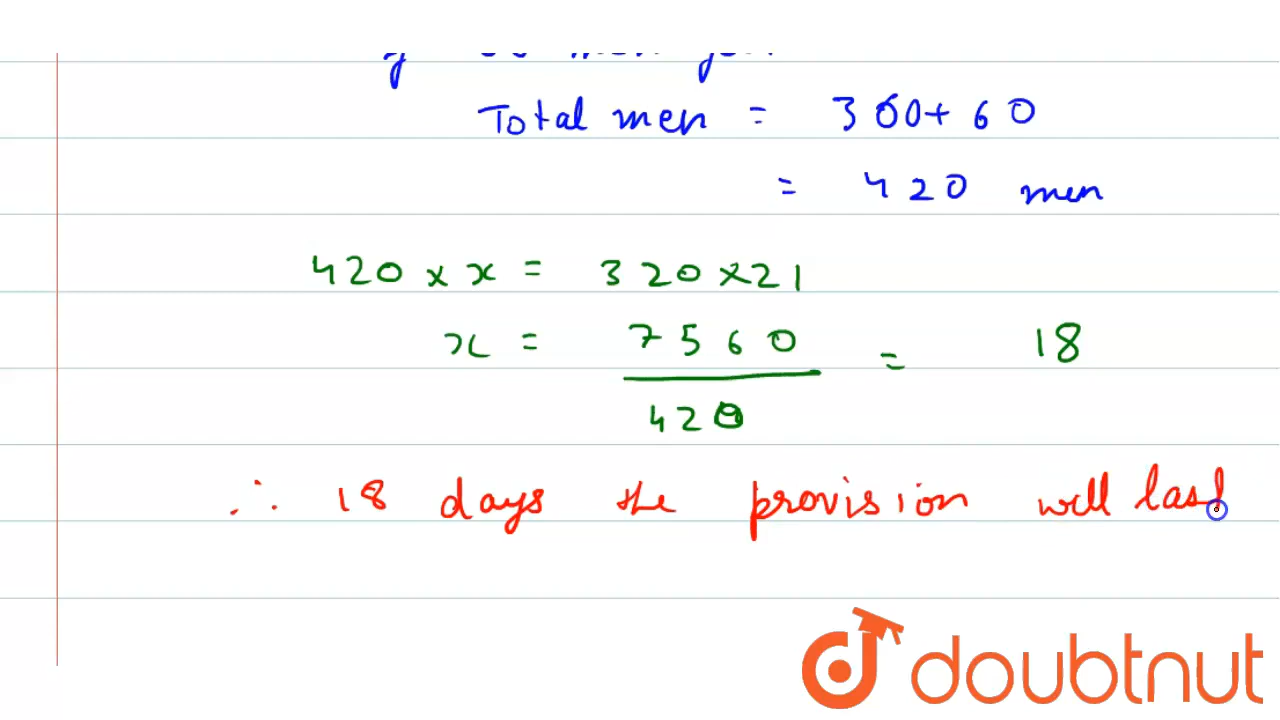 Total men = 360+ 60
= 420 men
420 × x = 320×21
x = 7560 / 420 = 18
∴ 18 days the provision will last
doubtnut